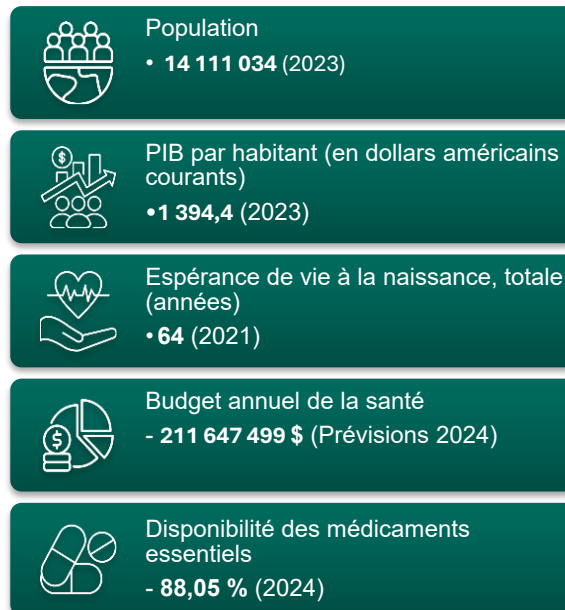 Population
• 14 111 034 (2023)
PIB par habitant (en dollars américains
courants)
•1 394,4 (2023)
Espérance de vie à la naissance, totale
(années)
• 64 (2021)
Budget annuel de la santé
- 211 647 499 $ (Prévisions 2024)
Disponibilité des médicaments
essentiels
- 88,05 % (2024)